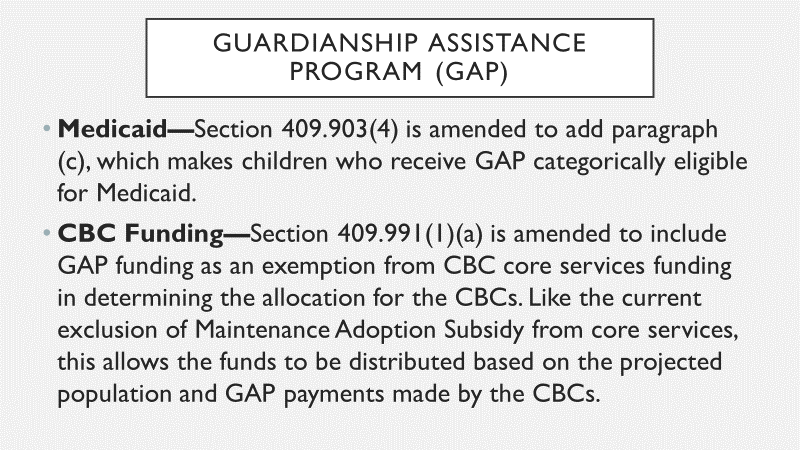 GUARDIANSHIP ASSISTANCE
PROGRAM (GAP)
• Medicaid—Section 409.903(4) is amended to add paragraph
(c), which makes children who receive GAP categorically eligible
for Medicaid.
• CBC Funding—Section 409.991(1)(a) is amended to include
GAP funding as an exemption from CBC core services funding
in determining the allocation for the CBCs. Like the current
exclusion of Maintenance Adoption Subsidy from core services,
this allows the funds to be distributed based on the projected
population and GAP payments made by the CBCs.